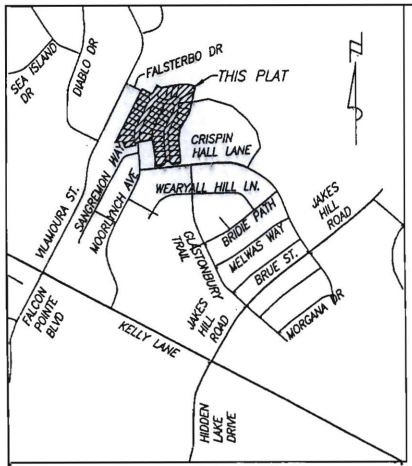 SEA ISLAND
DR
DIABLO DR
FALSTERBO DR
THIS PLAT
N
CRISPIN
HALL LANE
SANGREMON WAY
VILAMOURA ST.
MOORLYNCH AVE
WEARYALL HILL LN.
JAKES
HILL
ROAD
BRIDIE PATH
MELWAS WAY
BRUE ST.
GLASTONBURY
TRAIL
MORGANA DR
JAKES
HILL
ROAD
FALCON
POINTE
BLVD
KELLY LANE
HIDDEN
LAKE
DRIVE